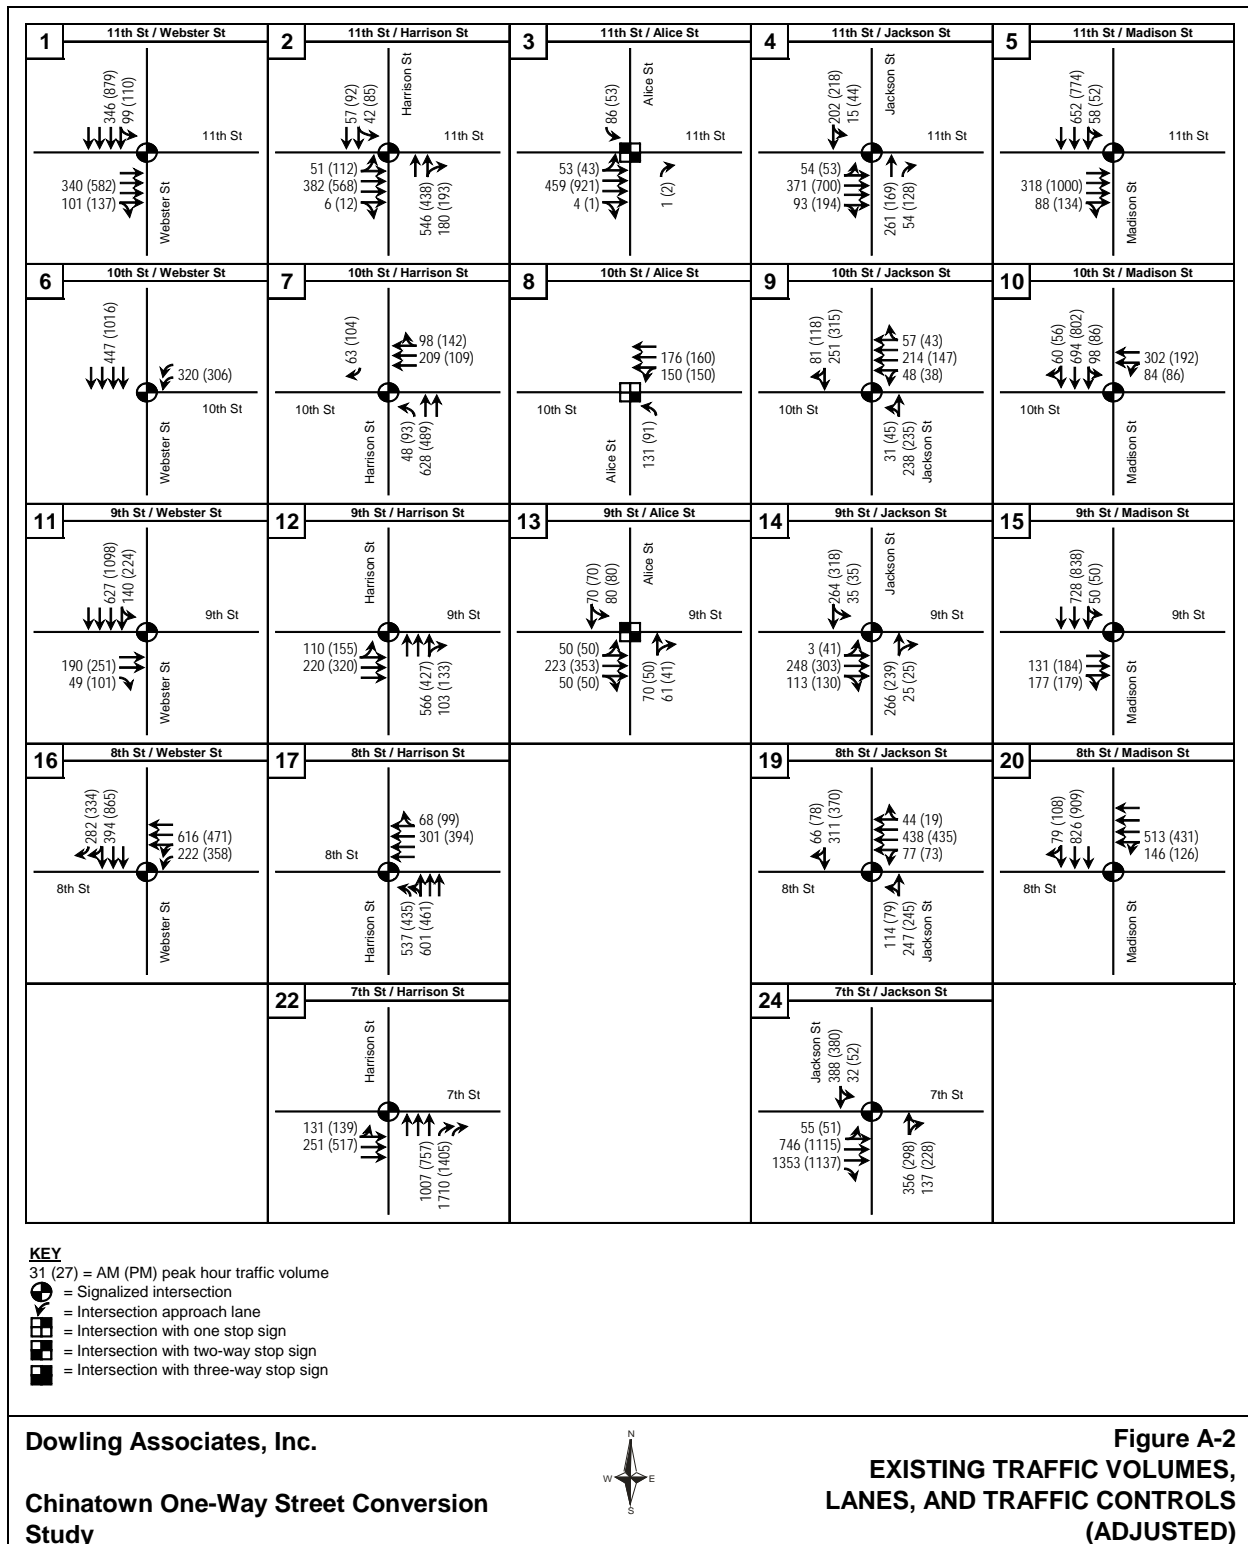 1
11th St / Webster St
346 (879)
99 (110)
11th St
340 (582)
101 (137)
Webster St
2
11th St / Harrison St
57 (92)
42 (85)
Harrison St
11th St
51 (112)
382 (568)
6 (12)
546 (438)
180 (193)
3
11th St / Alice St
86 (53)
Alice St
11th St
53 (43)
459 (921)
4 (1)
1 (2)
4
11th St / Jackson St
202 (218)
15 (44)
Jackson St
11th St
54 (53)
371 (700)
93 (194)
261 (169)
54 (128)
5
11th St / Madison St
652 (774)
58 (52)
11th St
318 (1000)
88 (134)
Madison St
6
10th St / Webster St
447 (1016)
320 (306)
10th St
Webster St
7
10th St / Harrison St
63 (104)
98 (142)
209 (109)
10th St
Harrison St
48 (93)
628 (489)
8
10th St / Alice St
176 (160)
150 (150)
10th St
Alice St
131 (91)
9
10th St / Jackson St
81 (118)
251 (315)
57 (43)
214 (147)
48 (38)
10th St
31 (45)
238 (235)
Jackson St
10
10th St / Madison St
60 (56)
694 (802)
98 (86)
302 (192)
84 (86)
10th St
Madison St
11
9th St / Webster St
627 (1098)
140 (224)
9th St
190 (251)
49 (101)
Webster St
12
9th St / Harrison St
Harrison St
9th St
110 (155)
220 (320)
566 (427)
103 (133)
13
9th St / Alice St
70 (70)
80 (80)
Alice St
9th St
50 (50)
223 (353)
50 (50)
70 (50)
61 (41)
14
9th St / Jackson St
264 (318)
35 (35)
Jackson St
9th St
3 (41)
248 (303)
113 (130)
266 (239)
25 (25)
15
9th St / Madison St
728 (838)
50 (50)
9th St
131 (184)
177 (179)
Madison St
16
8th St / Webster St
282 (334)
394 (865)
616 (471)
222 (358)
8th St
Webster St
17
8th St / Harrison St
68 (99)
301 (394)
8th St
Harrison St
537 (435)
601 (461)
19
8th St / Jackson St
66 (78)
311 (370)
44 (19)
438 (435)
77 (73)
8th St
114 (79)
247 (245)
Jackson St
20
8th St / Madison St
79 (108)
826 (909)
513 (431)
146 (126)
8th St
Madison St
22
7th St / Harrison St
Harrison St
7th St
131 (139)
251 (517)
1007 (757)
1710 (1405)
24
7th St / Jackson St
Jackson St
388 (380)
32 (52)
7th St
55 (51)
746 (1115)
1353 (1137)
356 (298)
137 (228)
KEY
31 (27) = AM (PM) peak hour traffic volume
= Signalized intersection
= Intersection approach lane
= Intersection with one stop sign
= Intersection with two-way stop sign
= Intersection with three-way stop sign
Dowling Associates, Inc.
Chinatown One-Way Street Conversion
Study
N
W E
S
Figure A-2
EXISTING TRAFFIC VOLUMES,
LANES, AND TRAFFIC CONTROLS
(ADJUSTED)